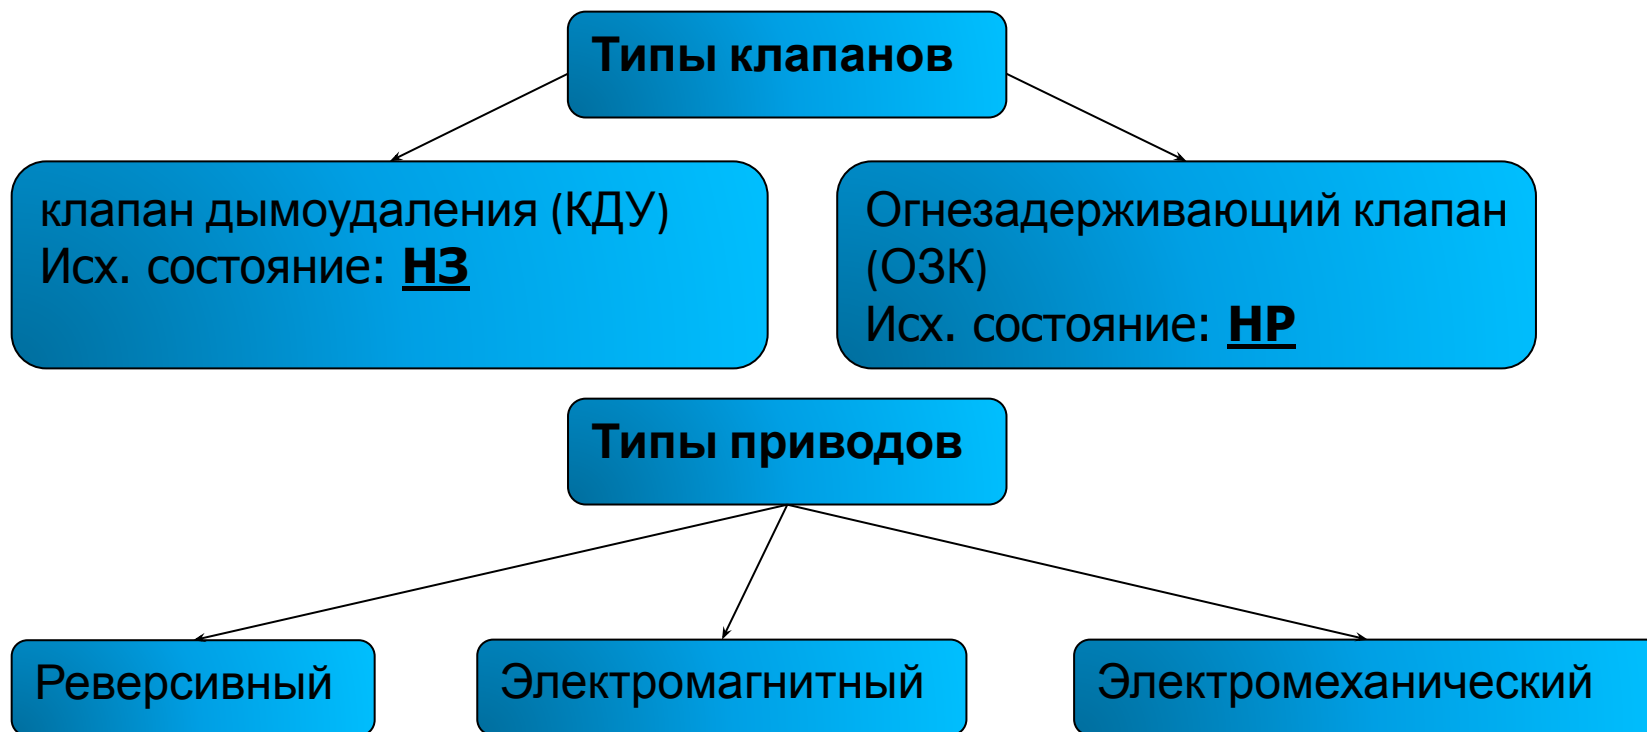 Типы клапанов
клапан дымоудаления (КДУ)
Исх. состояние: НЗ
Огнезадерживающий клапан
(ОЗК)
Исх. состояние: НР
Типы приводов
Реверсивный
Электромагнитный
Электромеханический